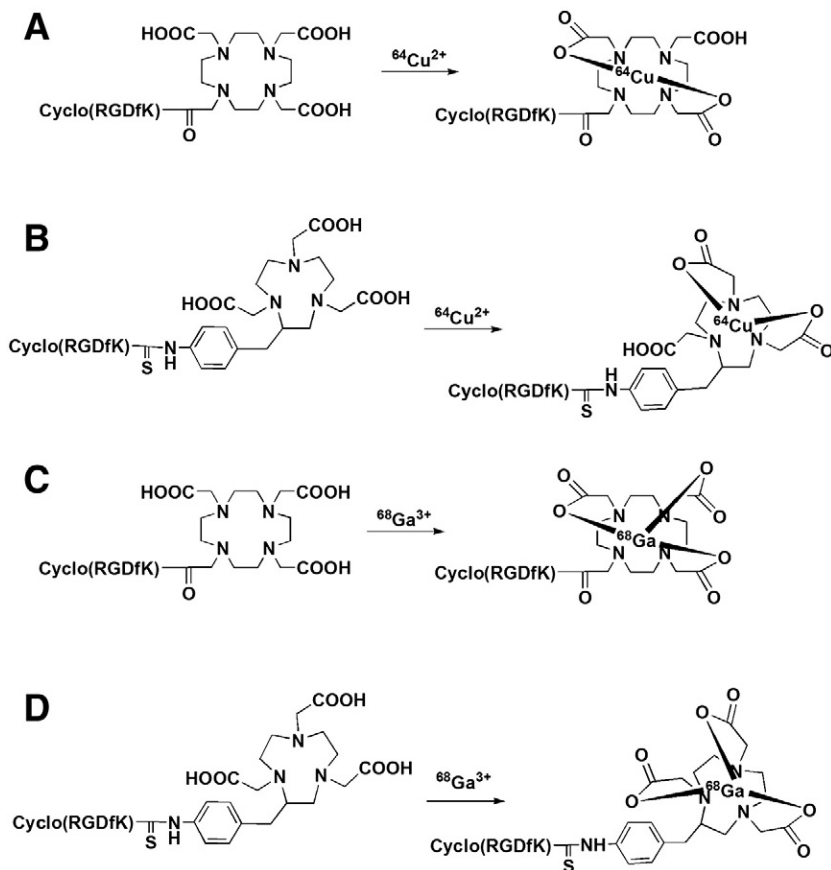 A
HOOC COOH O COOH
N N O N N
64Cu2+ 64Cu
N N N N O
Cyclo(RGDfK) COOH Cyclo(RGDfK)
O O O
B
COOH O
N O N
HOOC N N COOH 64Cu2+ 64Cu O
HOOC N N O
Cyclo(RGDfK) N H Cyclo(RGDfK) H N
S S
C
HOOC COOH O O
N N O N N O
68Ga3+ 68Ga
N N N N O
Cyclo(RGDfK) COOH Cyclo(RGDfK)
O O O
D
COOH O
N O N
HOOC N N COOH 68Ga3+ O 68Ga
O N N O O
Cyclo(RGDfK) NH Cyclo(RGDfK) NH
S S